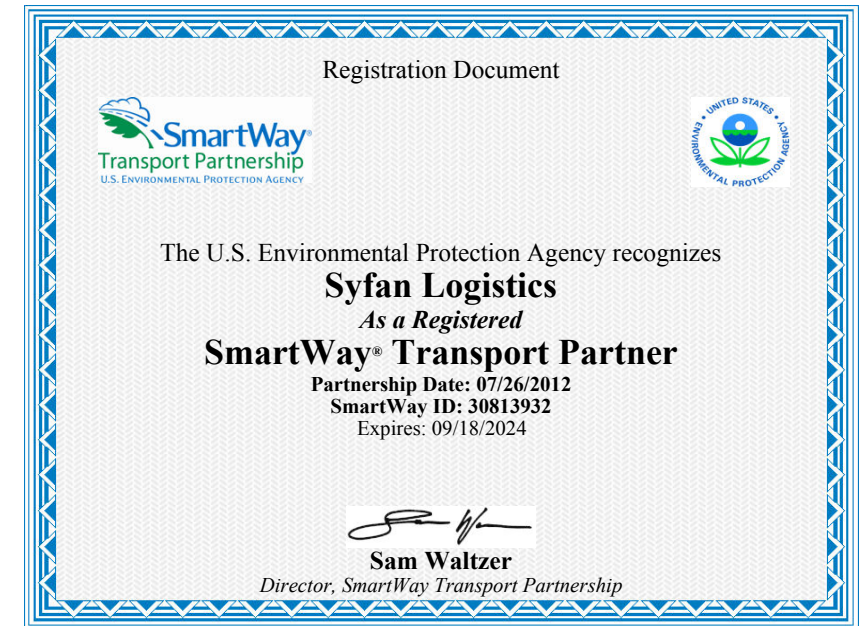 Registration Document
SmartWay®
Transport Partnership
U.S. ENVIRONMENTAL PROTECTION AGENCY
UNITED STATES
ENVIRONMENTAL PROTECTION AGENCY
The U.S. Environmental Protection Agency recognizes
Syfan Logistics
As a Registered
SmartWay® Transport Partner
Partnership Date: 07/26/2012
SmartWay ID: 30813932
Expires: 09/18/2024
Sam Waltzer
Director, SmartWay Transport Partnership